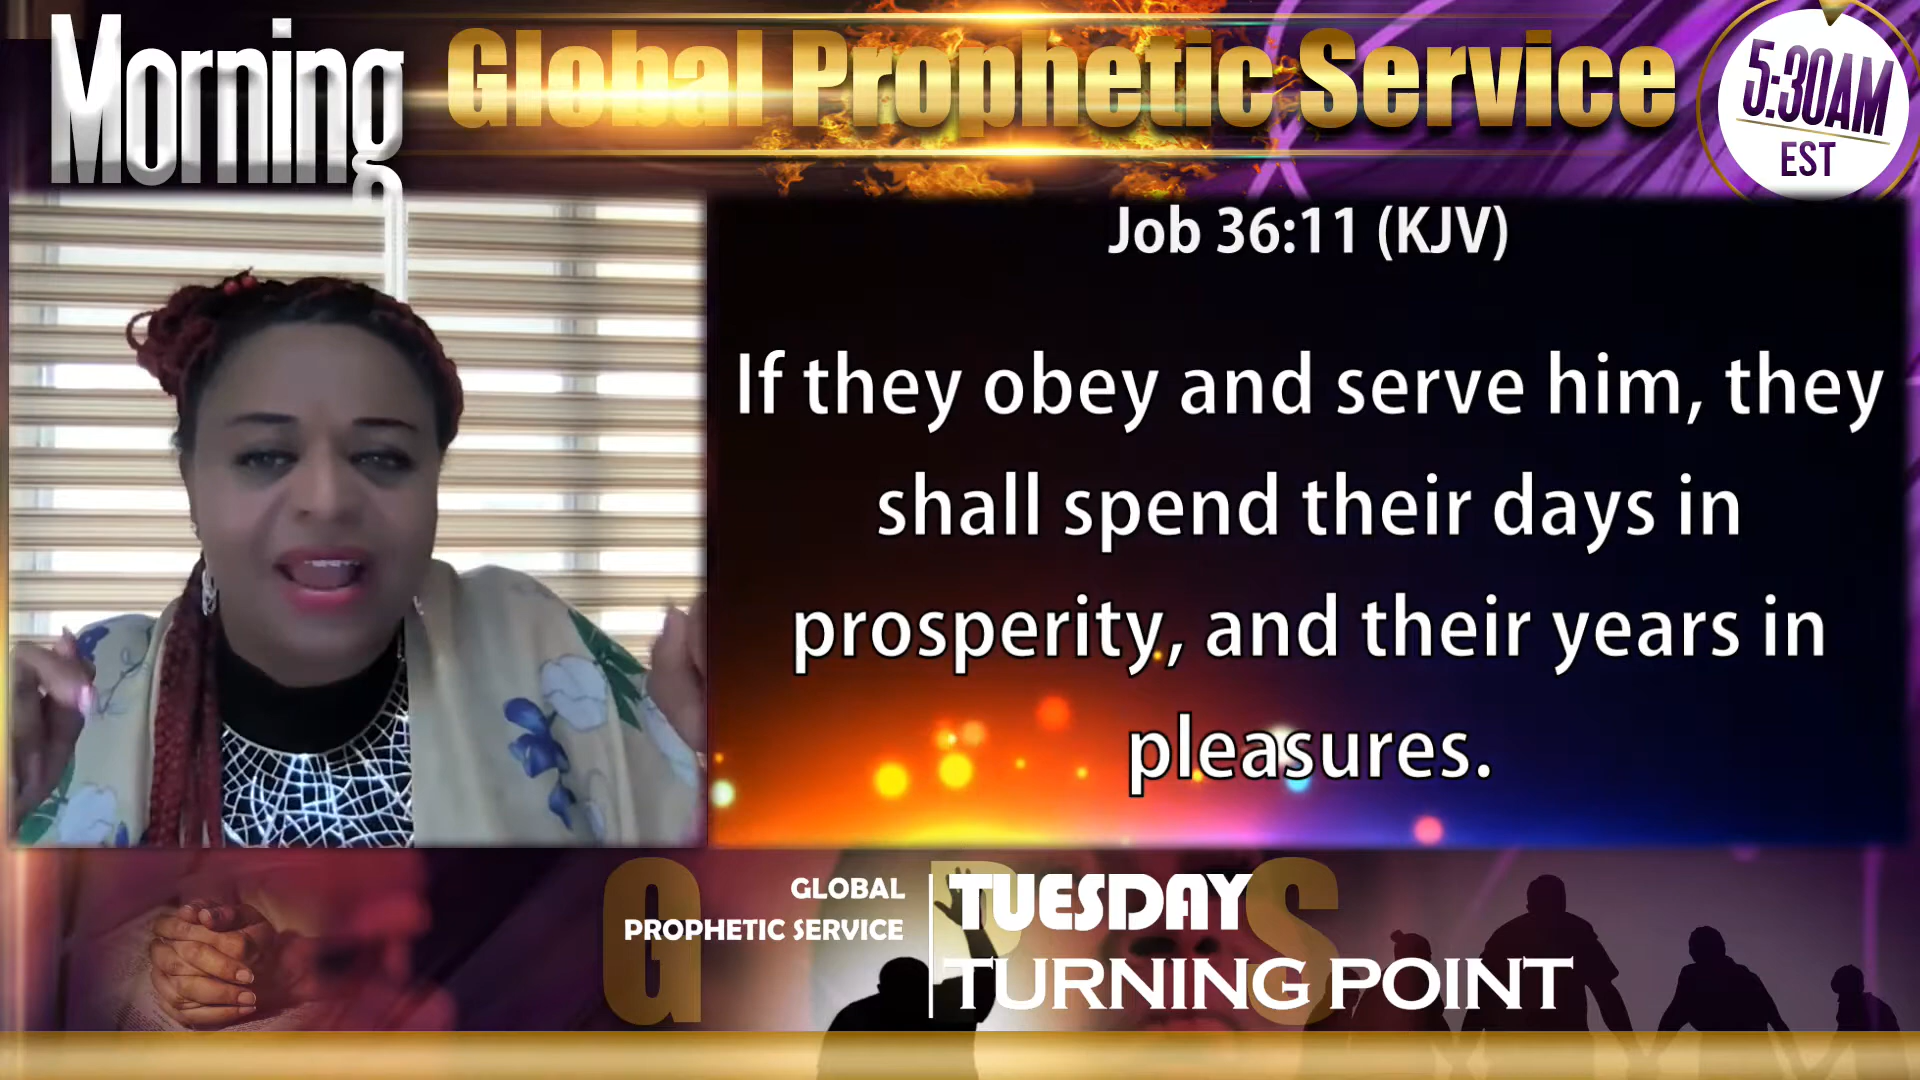 Morning
Global Prophetic Service
5:30AM
EST
Job 36:11 (KJV)
If they obey and serve him, they
shall spend their days in
prosperity, and their years in
pleasures.
G P S
GLOBAL
PROPHETIC SERVICE
TUESDAY
TURNING POINT